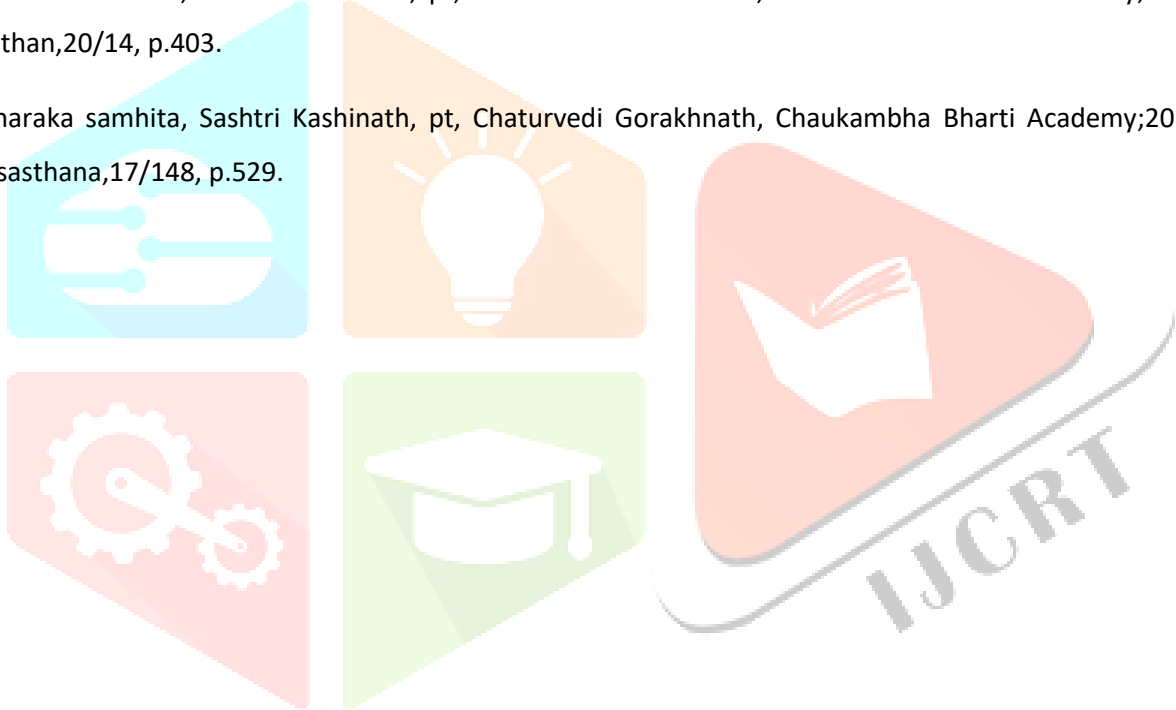 than,20/14, p.403.
naraka samhita, Sashtri Kashinath, pt, Chaturvedi Gorakhnath, Chaukambha Bharti Academy;20
sasthana,17/148, p.529.
IJCRT